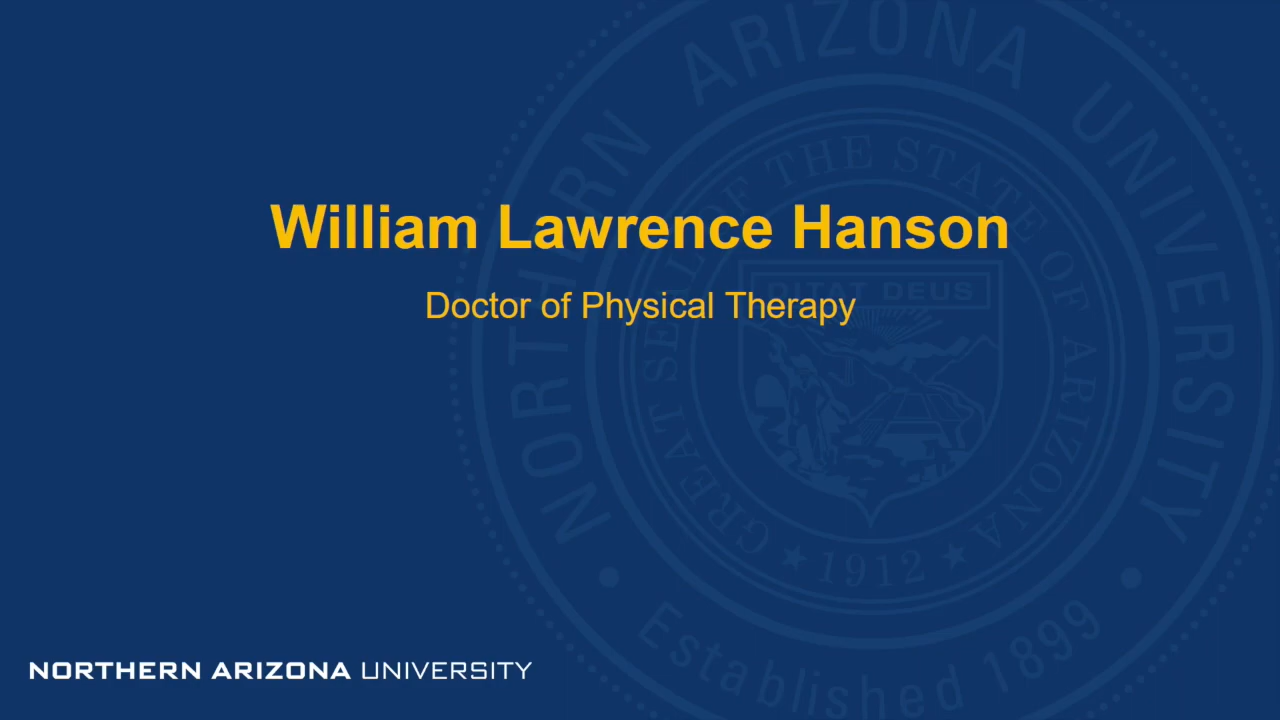 William Lawrence Hanson
Doctor of Physical Therapy
NORTHERN ARIZONA UNIVERSITY
NORTHERN ARIZONA UNIVERSITY
Established 1899
GREAT SEAL OF THE STATE OF ARIZONA
DITAT DEUS
1912